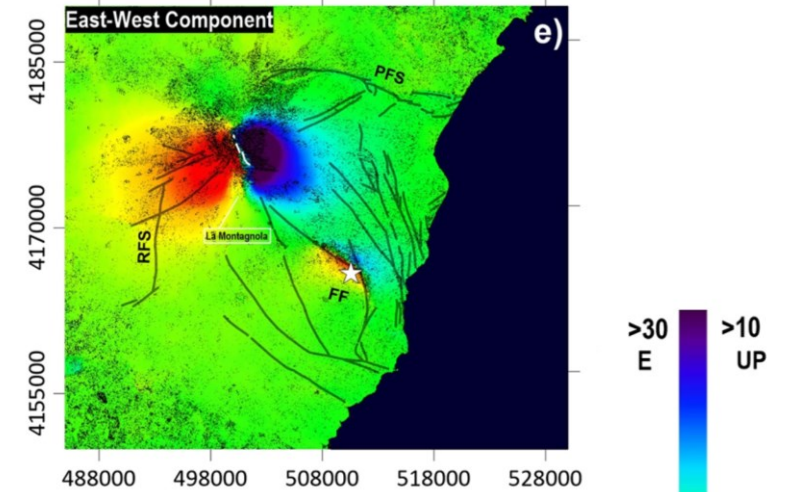 East-West Component
e)
4185000
4170000
4155000
PFS
La Montagnola
RFS
FF
488000 498000 508000 518000 528000
>30 >10
E UP